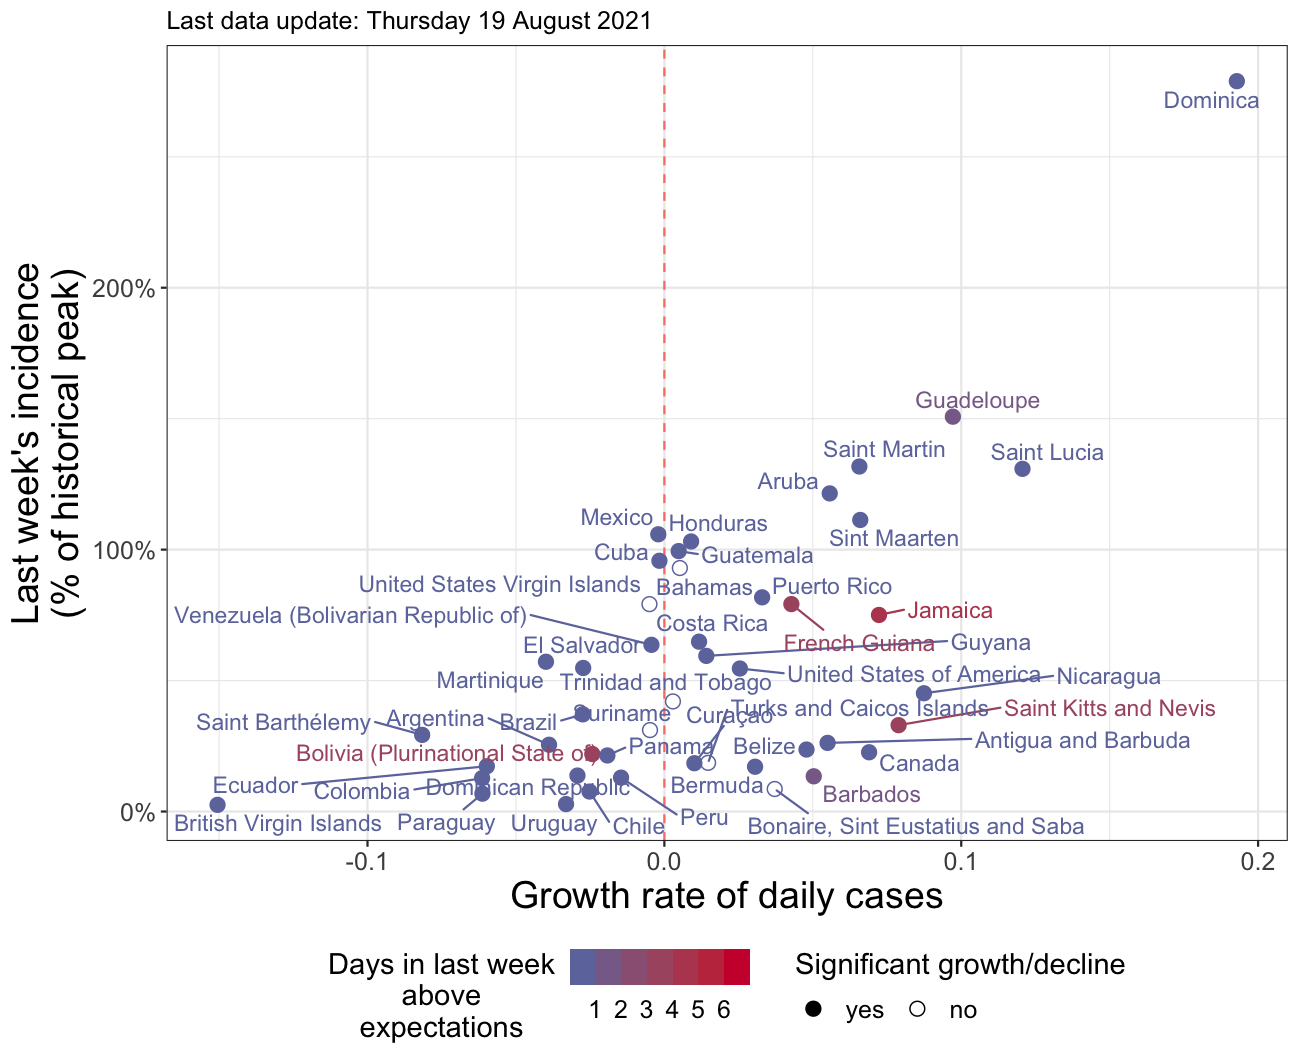 Last data update: Thursday 19 August 2021
Last week's incidence
(% of historical peak)
200%
100%
0%
Dominica
Guadeloupe
Saint Martin
Saint Lucia
Aruba
Mexico
Honduras
Sint Maarten
Cuba
Guatemala
United States Virgin Islands
Bahamas
Puerto Rico
Venezuela (Bolivarian Republic of)
Jamaica
Costa Rica
El Salvador
French Guiana
Guyana
Martinique
Trinidad and Tobago
United States of America
Nicaragua
Saint Barthélemy
Argentina
Brazil
Suriname
Curaçao
Turks and Caicos Islands
Saint Kitts and Nevis
Bolivia (Plurinational State of)
Panama
Belize
Antigua and Barbuda
Canada
Ecuador
Colombia
Dominican Republic
Bermuda
Barbados
British Virgin Islands
Paraguay
Uruguay
Chile
Peru
Bonaire, Sint Eustatius and Saba
-0.1
0.0
0.1
0.2
Growth rate of daily cases
Days in last week
above
expectations
1 2 3 4 5 6
Significant growth/decline
yes
no